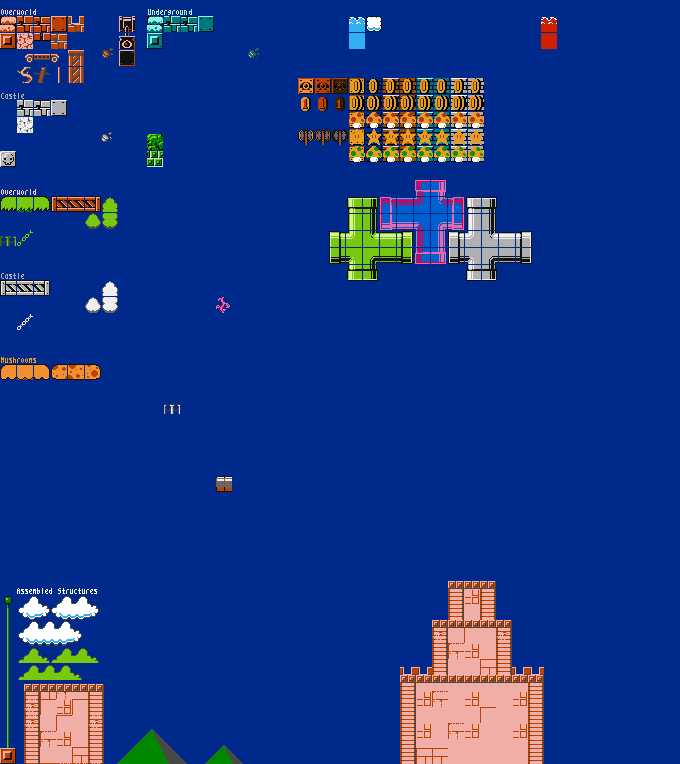 Overworld
Underground
Castle
Overworld
Castle
Mushrooms
Assembled Structures